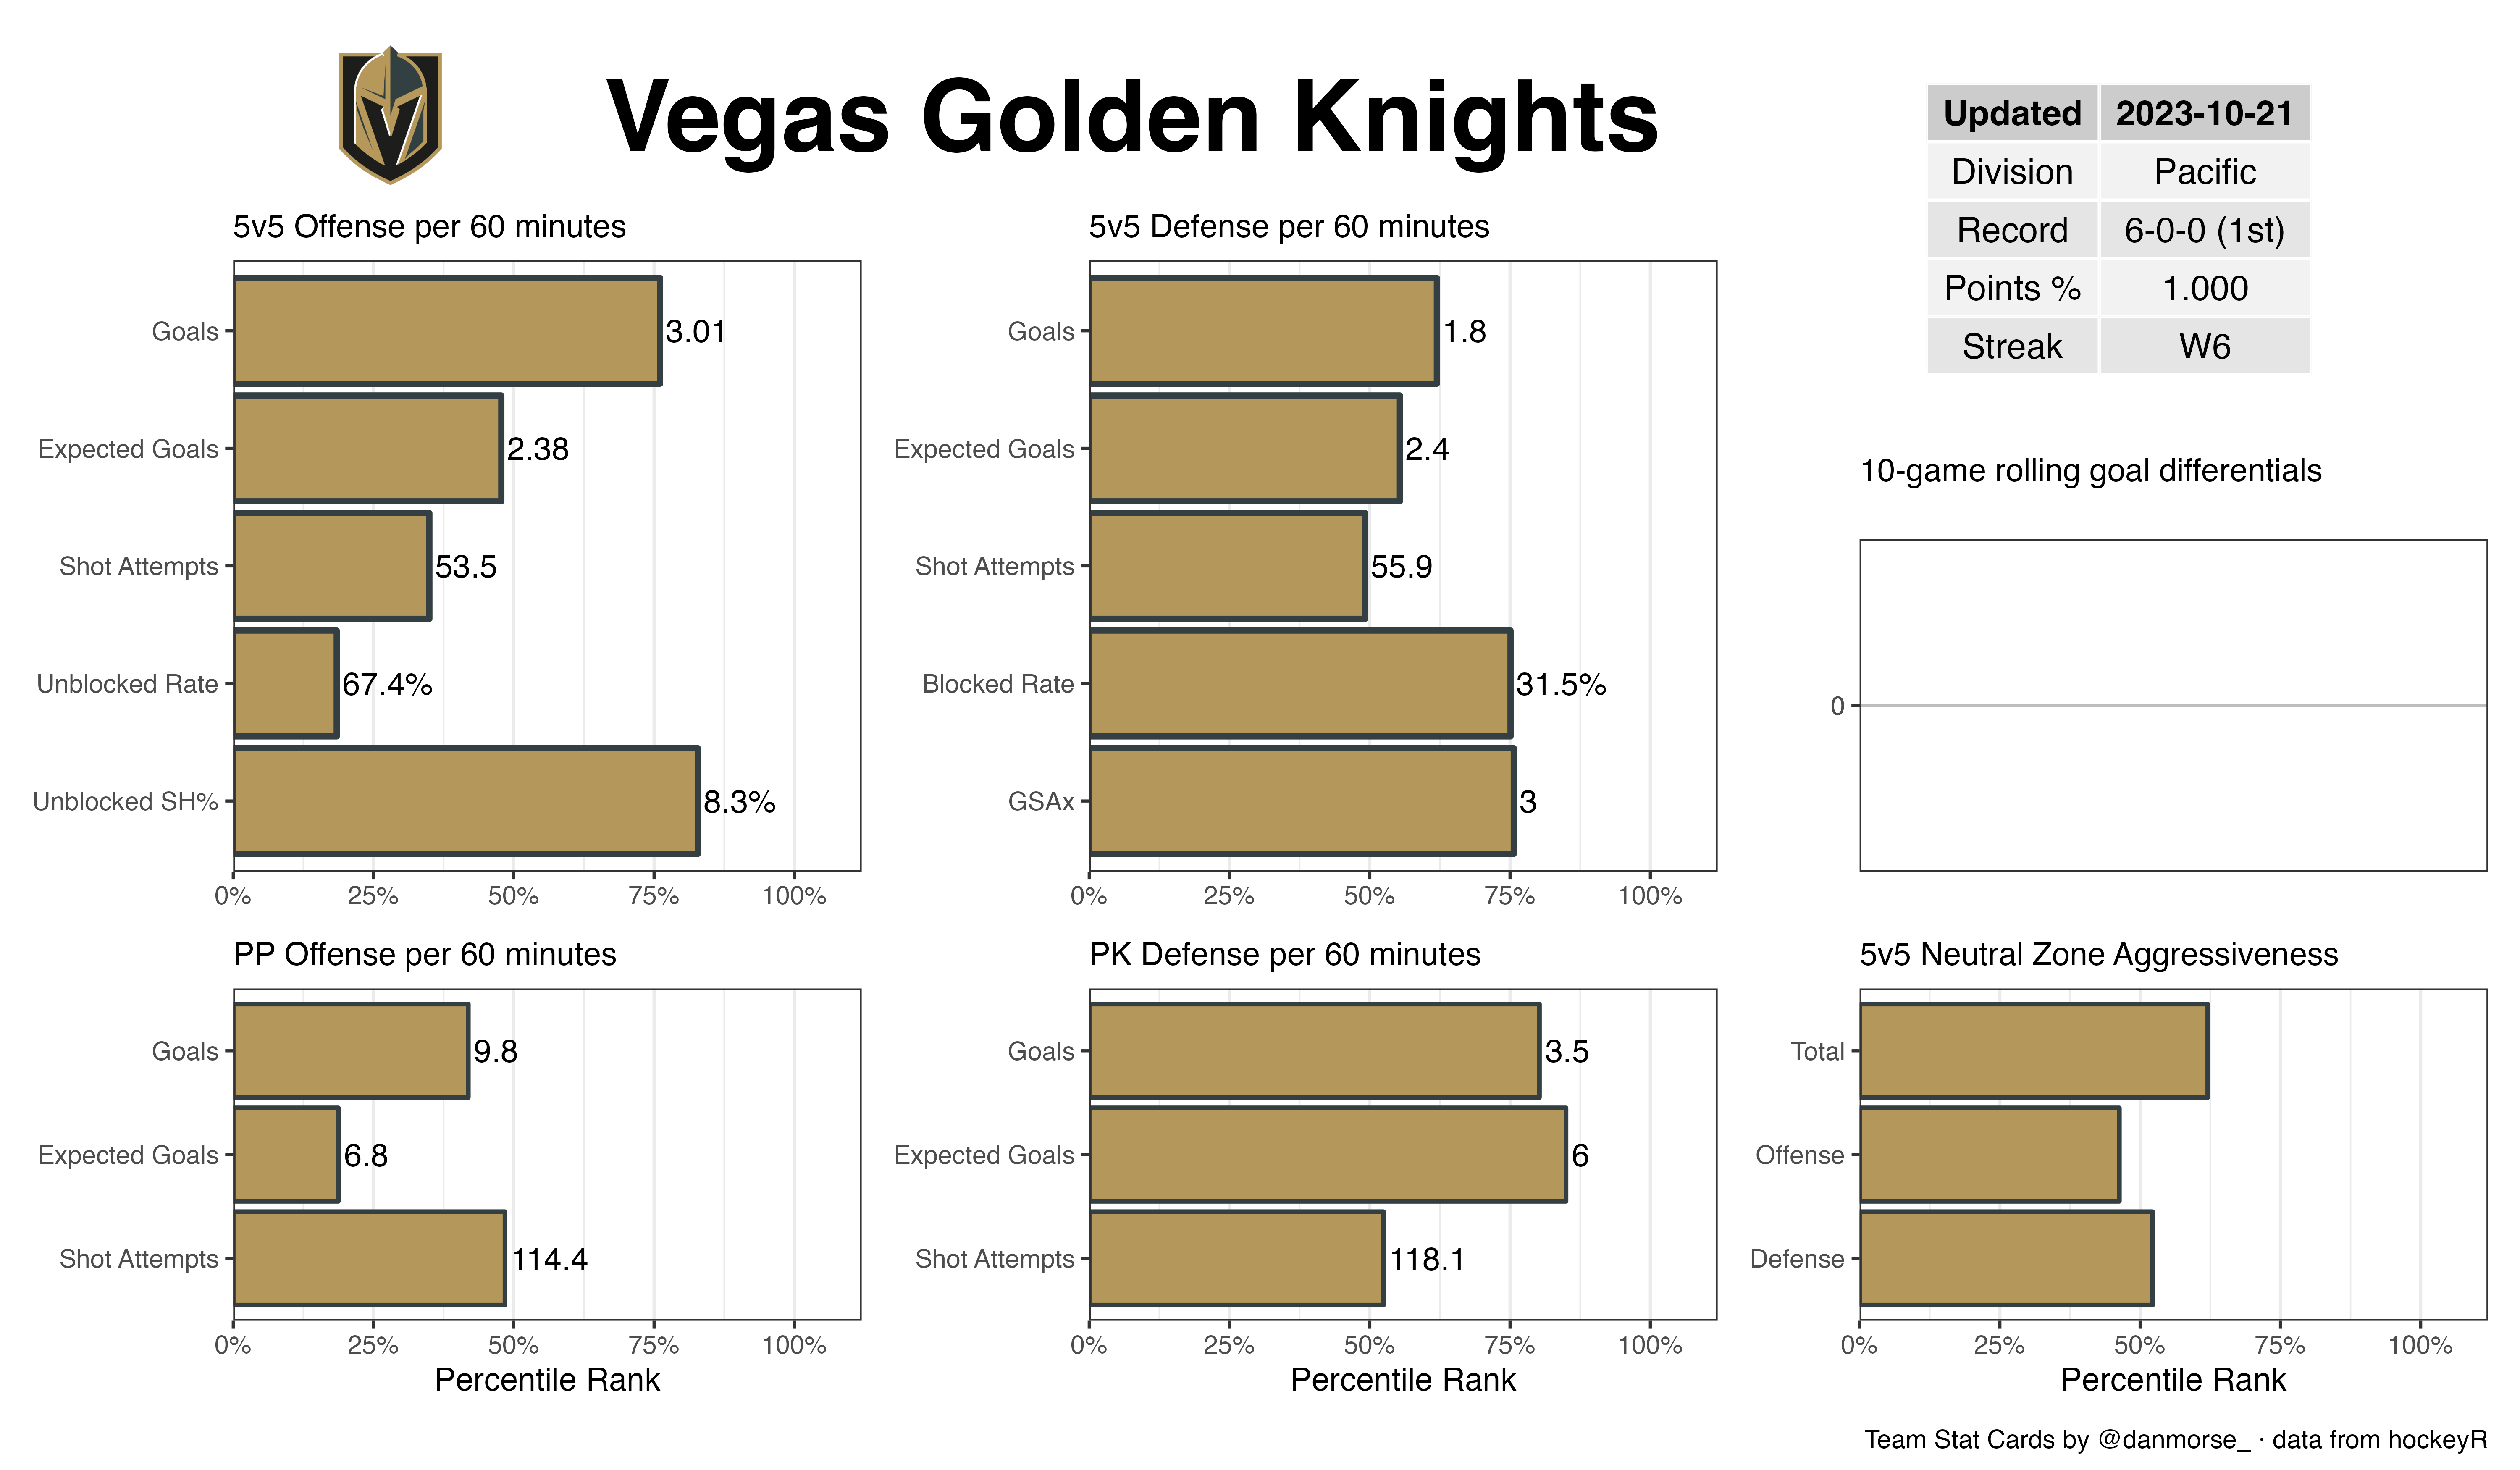 Vegas Golden Knights
Updated 2023-10-21
Division Pacific
Record 6-0-0 (1st)
Points % 1.000
Streak W6
5v5 Offense per 60 minutes
Goals 3.01
Expected Goals 2.38
Shot Attempts 53.5
Unblocked Rate 67.4%
Unblocked SH% 8.3%
0% 25% 50% 75% 100%
5v5 Defense per 60 minutes
Goals 1.8
Expected Goals 2.4
Shot Attempts 55.9
Blocked Rate 31.5%
GSAx 3
0% 25% 50% 75% 100%
10-game rolling goal differentials
0
PP Offense per 60 minutes
Goals 9.8
Expected Goals 6.8
Shot Attempts 114.4
0% 25% 50% 75% 100%
Percentile Rank
PK Defense per 60 minutes
Goals 3.5
Expected Goals 6
Shot Attempts 118.1
0% 25% 50% 75% 100%
Percentile Rank
5v5 Neutral Zone Aggressiveness
Total
Offense
Defense
0% 25% 50% 75% 100%
Percentile Rank
Team Stat Cards by @danmorse_ · data from hockeyR